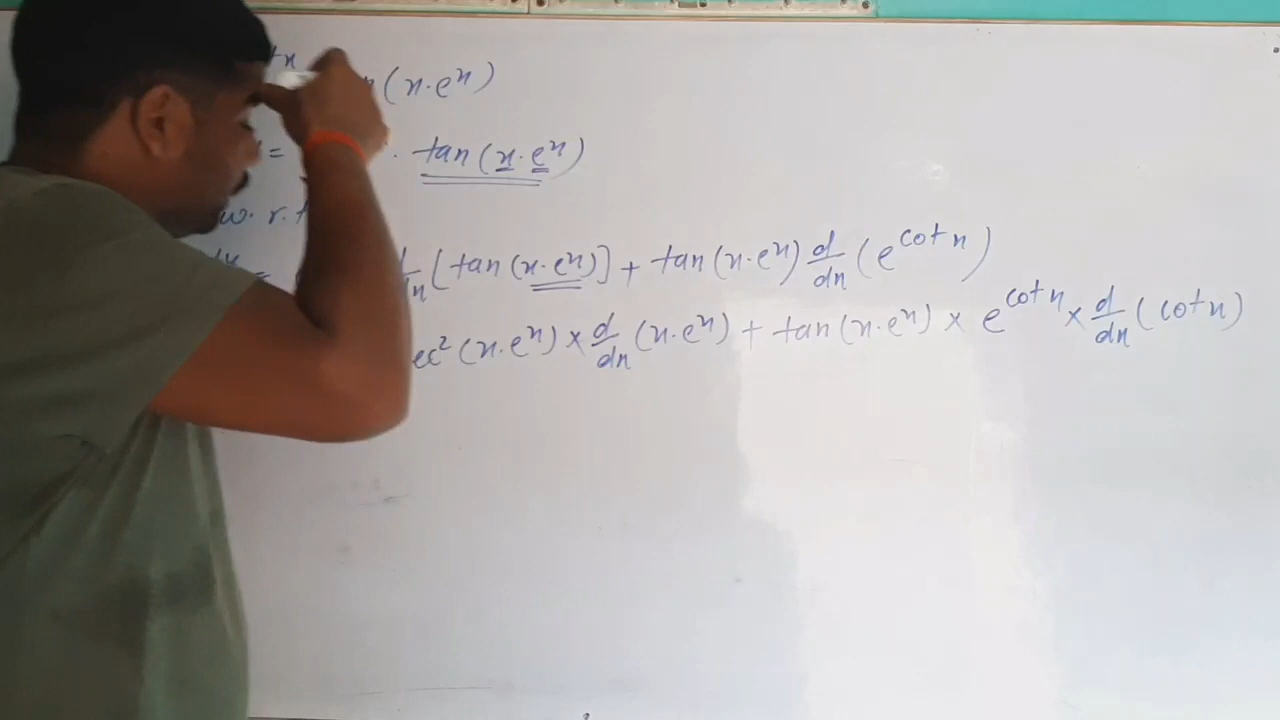 (x·eˣ)
= · tan (x·eˣ)
w. r. t
= d/dx [tan (x·eˣ)] + tan (x·eˣ) d/dx (e^cot x)
ec² (x·eˣ) × d/dx (x·eˣ) + tan (x·eˣ) × e^cot x × d/dx (cot x)